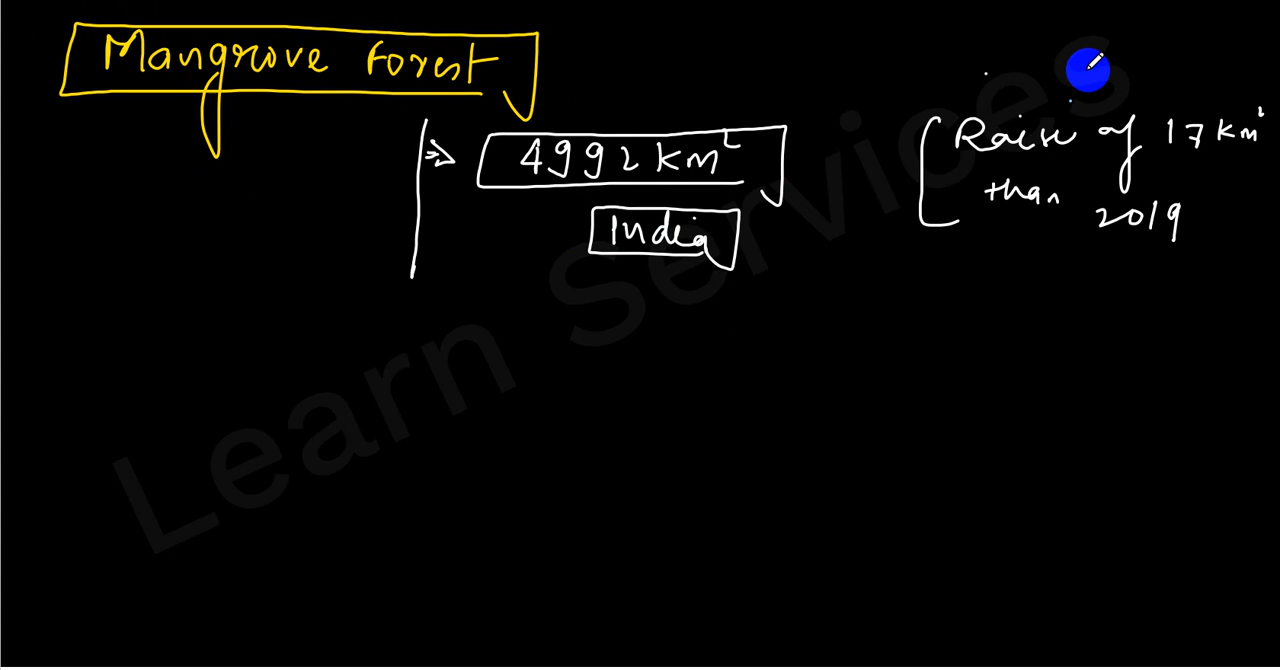 Mangrove Forest
⇒ 4992 km²
India
Raise of 17 km²
than 2019
Learn Services